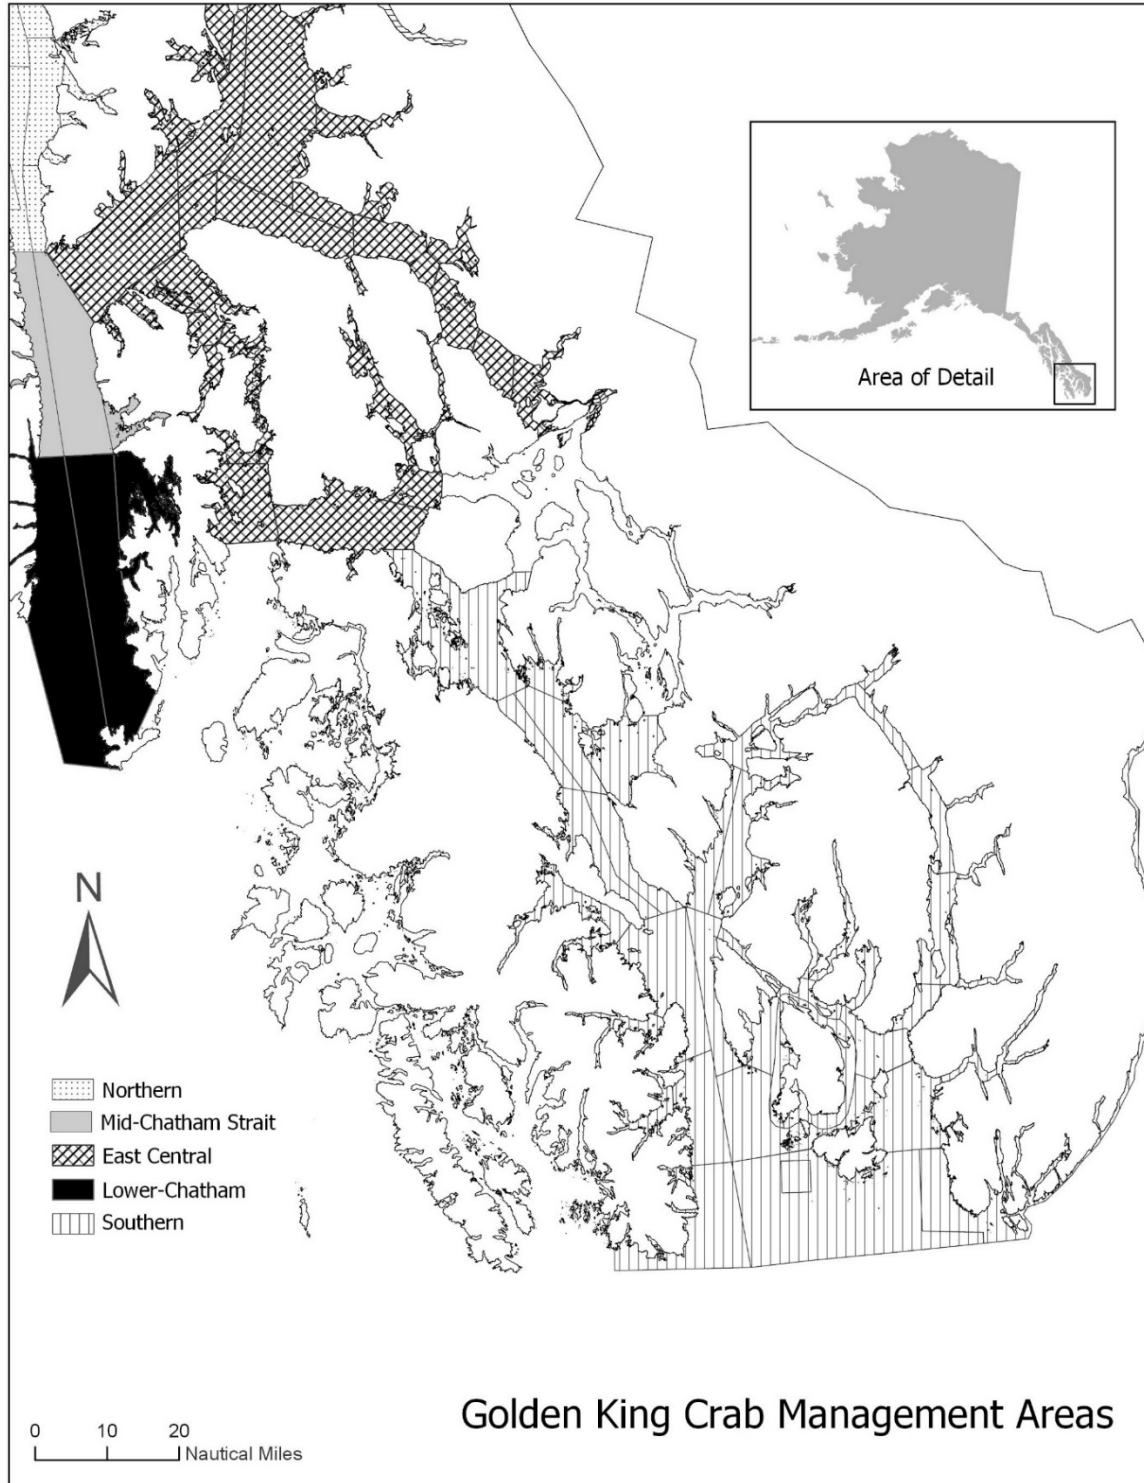 Area of Detail
N
Northern
Mid-Chatham Strait
East Central
Lower-Chatham
Southern
Golden King Crab Management Areas
0 10 20
Nautical Miles